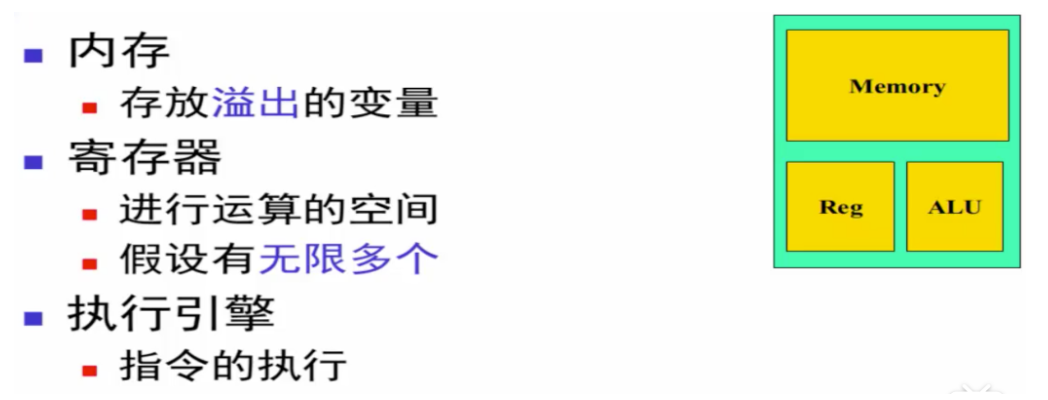 内存
存放溢出的变量
寄存器
进行运算的空间
假设有无限多个
执行引擎
指令的执行
Memory
Reg
ALU